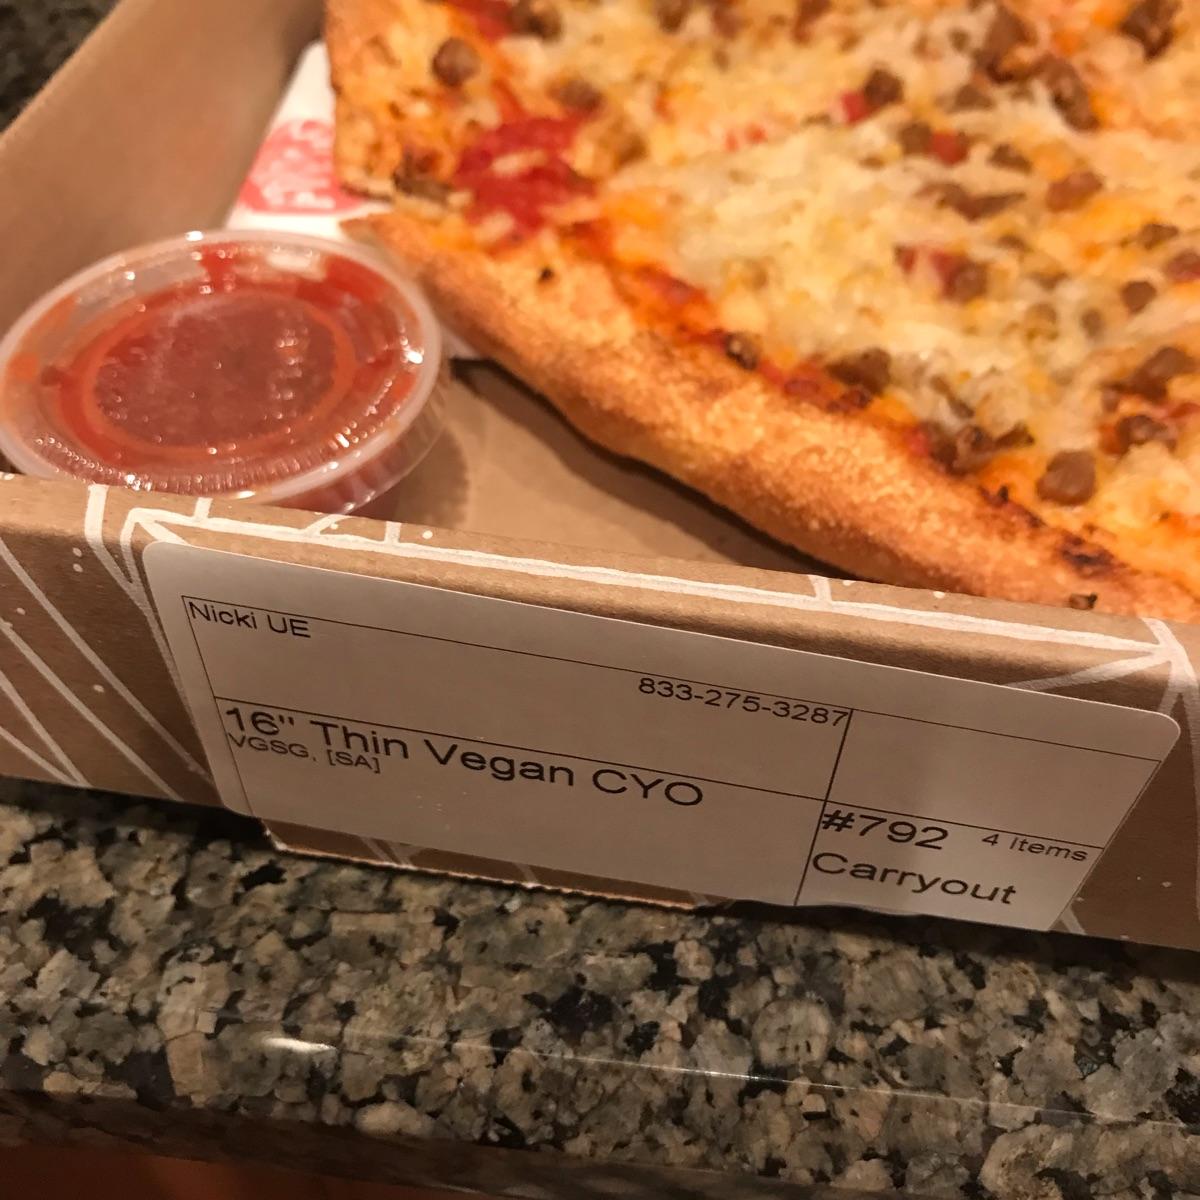 Nicki UE
833-275-3287
16" Thin Vegan CYO
VGSG, [SA]
#792 4 Items
Carryout